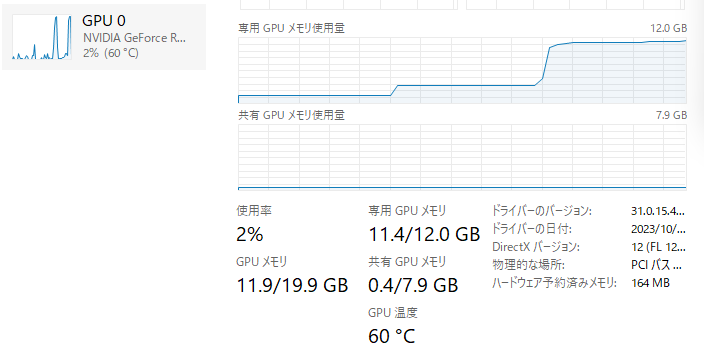 GPU 0
NVIDIA GeForce R...
2% (60 °C)
専用 GPU メモリ使用量 12.0 GB
共有 GPU メモリ使用量 7.9 GB
使用率
2%
専用 GPU メモリ
11.4/12.0 GB
GPU メモリ
11.9/19.9 GB
共有 GPU メモリ
0.4/7.9 GB
GPU 温度
60 °C
ドライバーのバージョン: 31.0.15.4...
ドライバーの日付: 2023/10/...
DirectX バージョン: 12 (FL 12...
物理的な場所: PCI バス ...
ハードウェア予約済みメモリ: 164 MB